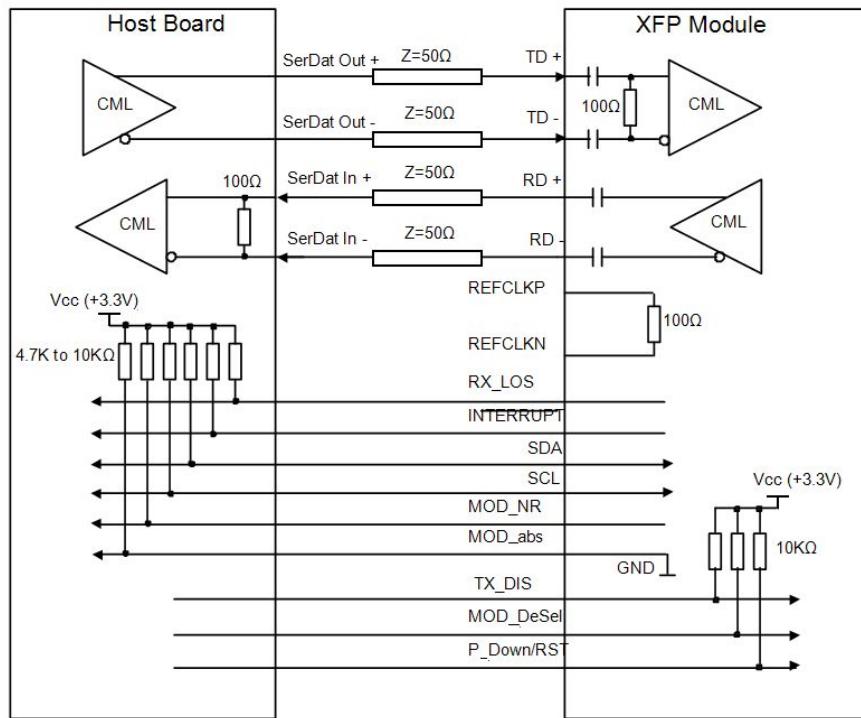 Host Board
XFP Module
SerDat Out +
Z=50Ω
TD +
CML
100Ω
CML
SerDat Out -
Z=50Ω
TD -
100Ω
SerDat In +
Z=50Ω
RD +
CML
CML
SerDat In -
Z=50Ω
RD -
REFCLKP
Vcc (+3.3V)
100Ω
REFCLKN
4.7K to 10KΩ
RX_LOS
INTERRUPT
SDA
SCL
Vcc (+3.3V)
MOD_NR
MOD_abs
10KΩ
GND
TX_DIS
MOD_DeSel
P_Down/RST